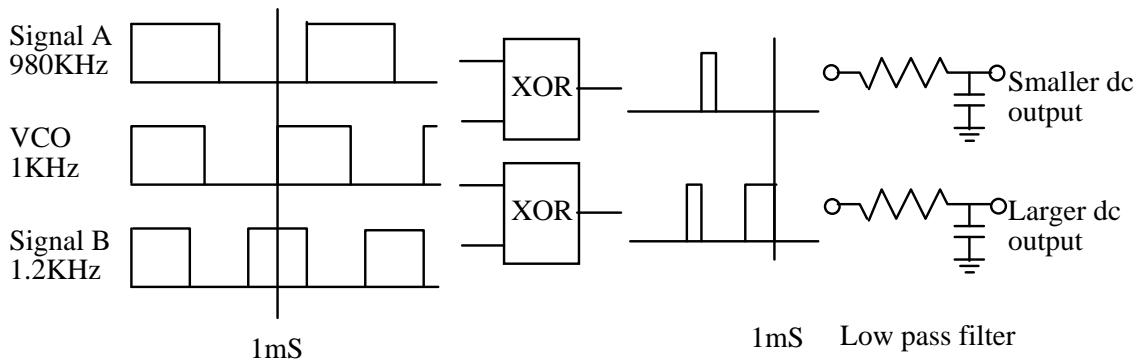 Signal A
980KHz
XOR
Smaller dc
output
VCO
1KHz
XOR
Larger dc
output
Signal B
1.2KHz
1mS
1mS
Low pass filter